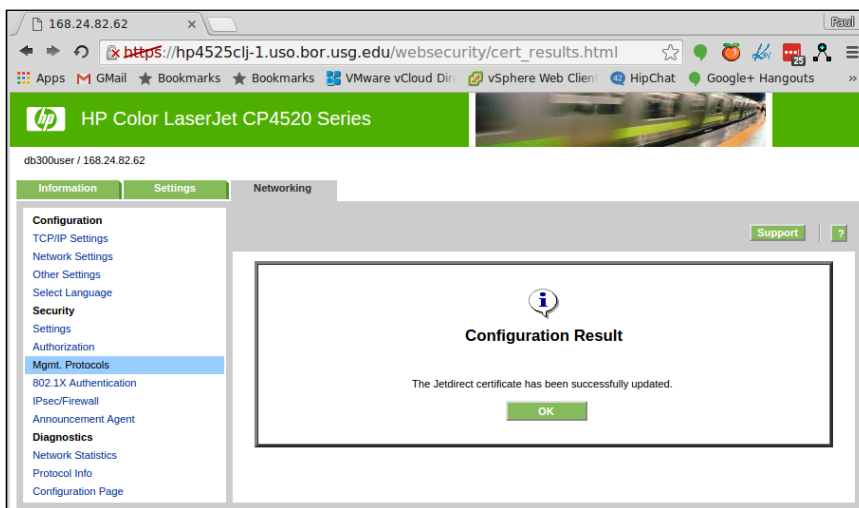 168.24.82.62
Paul
https://hp4525clj-1.uso.bor.usg.edu/websecurity/cert_results.html
25
Apps GMail Bookmarks Bookmarks VMware vCloud Dir vSphere Web Client 42 HipChat Google+ Hangouts »
hp HP Color LaserJet CP4520 Series
db300user / 168.24.82.62
Information Settings Networking
Configuration
TCP/IP Settings
Support ?
Network Settings
Other Settings
Select Language
Security
Settings
Authorization
Mgmt. Protocols
802.1X Authentication
IPsec/Firewall
Announcement Agent
Diagnostics
Network Statistics
Protocol Info
Configuration Page
i
Configuration Result
The Jetdirect certificate has been successfully updated.
OK